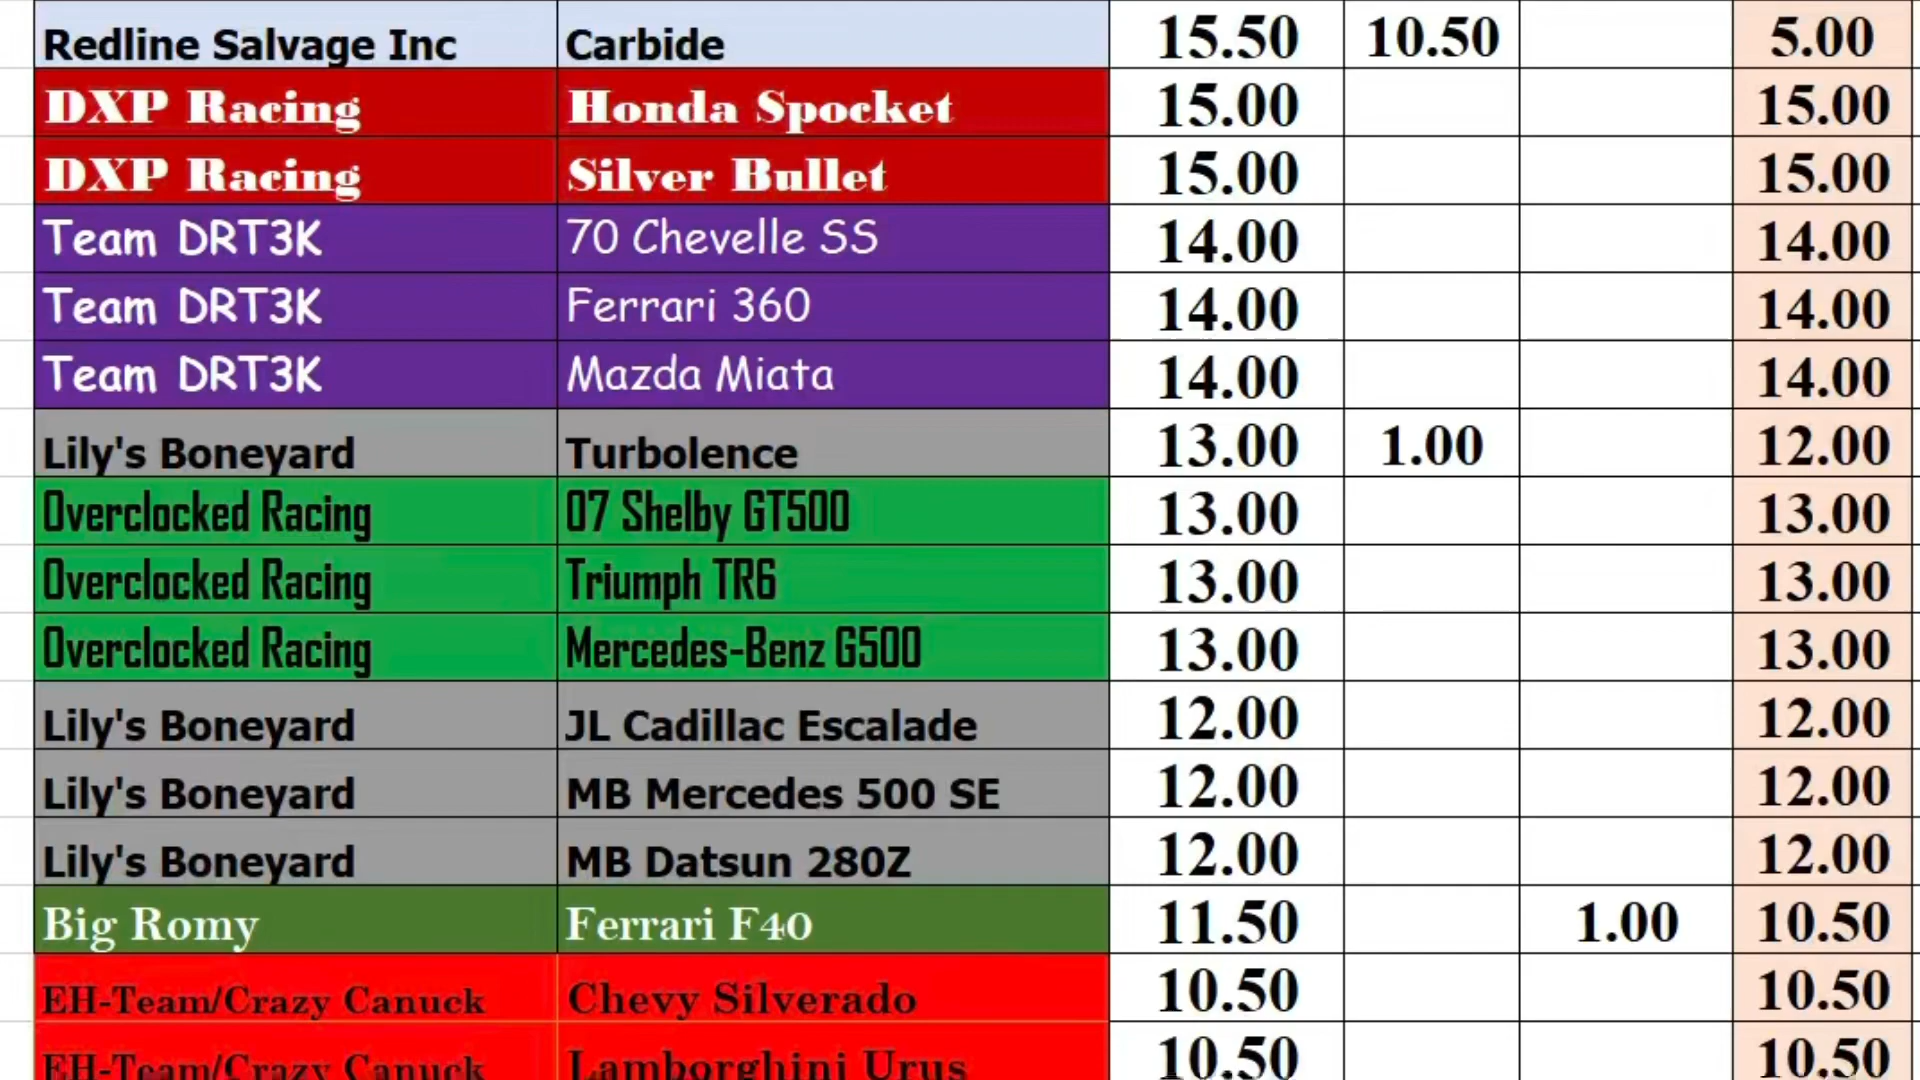 Redline Salvage Inc Carbide 15.50 10.50 5.00
DXP Racing Honda Spocket 15.00 15.00
DXP Racing Silver Bullet 15.00 15.00
Team DRT3K 70 Chevelle SS 14.00 14.00
Team DRT3K Ferrari 360 14.00 14.00
Team DRT3K Mazda Miata 14.00 14.00
Lily's Boneyard Turbolence 13.00 1.00 12.00
Overclocked Racing 07 Shelby GT500 13.00 13.00
Overclocked Racing Triumph TR6 13.00 13.00
Overclocked Racing Mercedes-Benz G500 13.00 13.00
Lily's Boneyard JL Cadillac Escalade 12.00 12.00
Lily's Boneyard MB Mercedes 500 SE 12.00 12.00
Lily's Boneyard MB Datsun 280Z 12.00 12.00
Big Romy Ferrari F40 11.50 1.00 10.50
EH-Team/Crazy Canuck Chevy Silverado 10.50 10.50
EH-Team/Crazy Canuck Lamborghini Urus 10.50 10.50